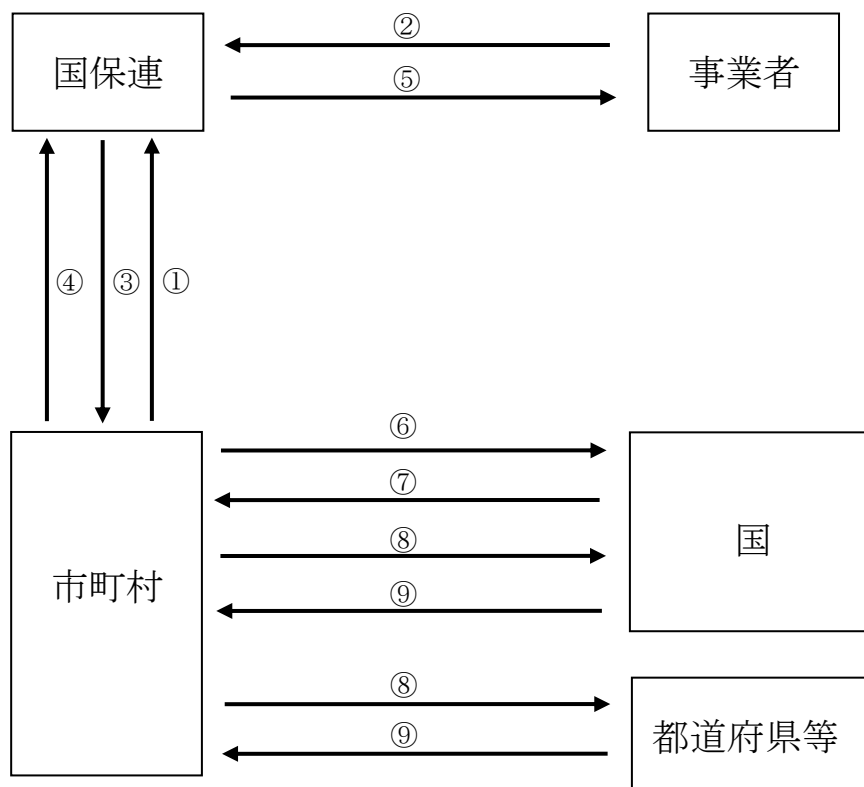 ②
国保連
事業者
⑤
④
③
①
⑥
⑦
国
⑧
市町村
⑨
⑧
都道府県等
⑨